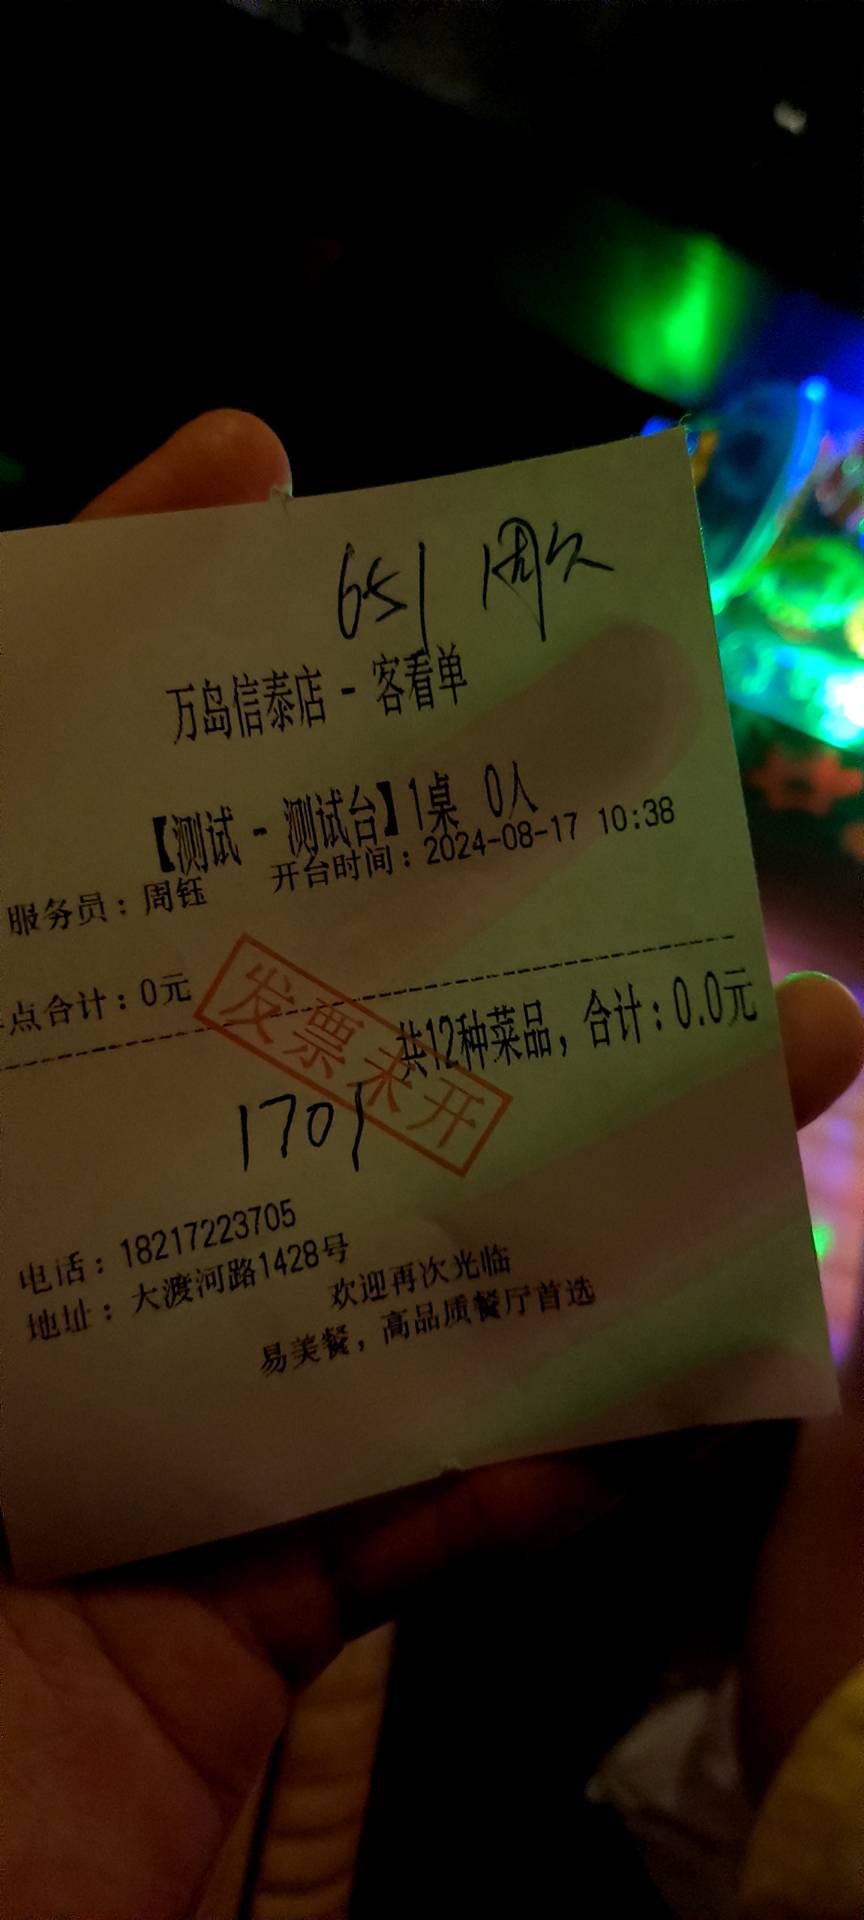 651 周久
万岛信泰店 - 客看单
【测试 - 测试台】1桌 0人
服务员：周钰 开台时间：2024-08-17 10:38
点合计：0元
共12种菜品，合计：0.0元
发票未开
1701
电话：18217223705
地址：大渡河路1428号
欢迎再次光临
易美餐，高品质餐厅首选